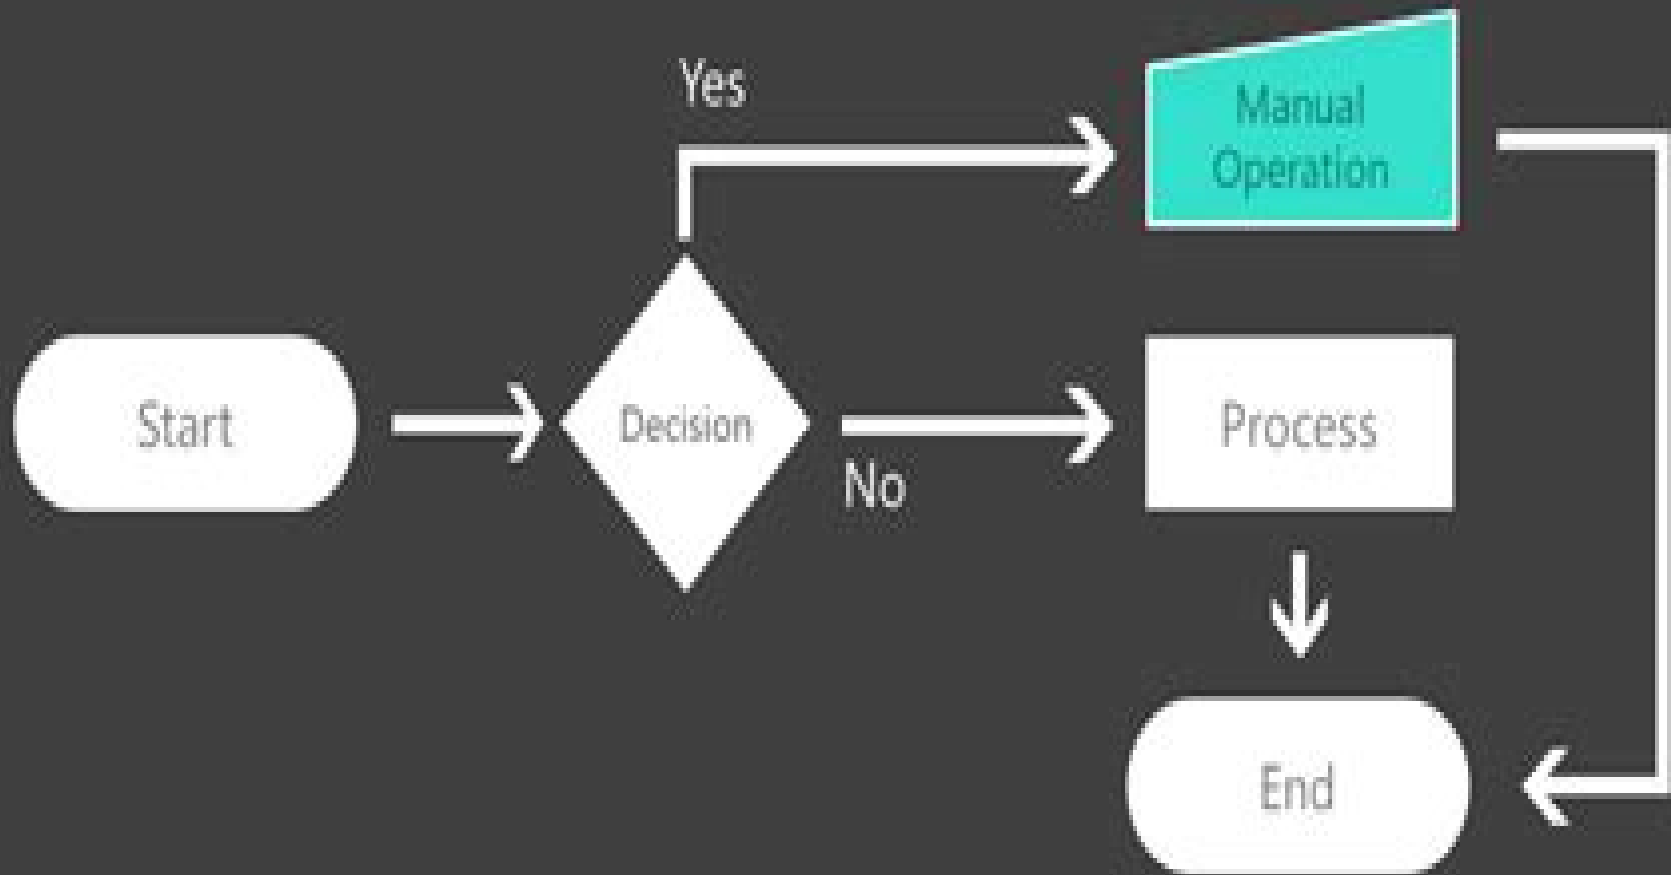 Yes
Manual
Operation
Start
Decision
No
Process
End